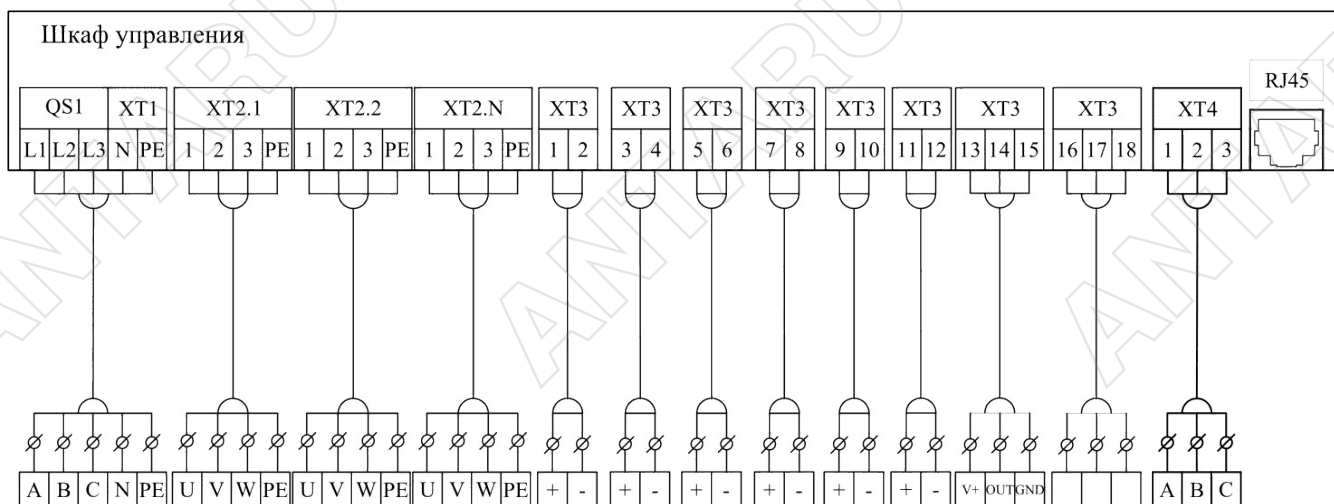 Шкаф управления
RJ45
QS1 XT1 XT2.1 XT2.2 XT2.N XT3 XT3 XT3 XT3 XT3 XT3 XT3 XT3 XT4
L1 L2 L3 N PE 1 2 3 PE 1 2 3 PE 1 2 3 PE 1 2 3 4 5 6 7 8 9 10 11 12 13 14 15 16 17 18 1 2 3
A B C N PE U V W PE U V W PE U V W PE + - + - + - + - + - + - V+ OUT GND A B C
ANTARUS
ANTARUS
ANTARUS